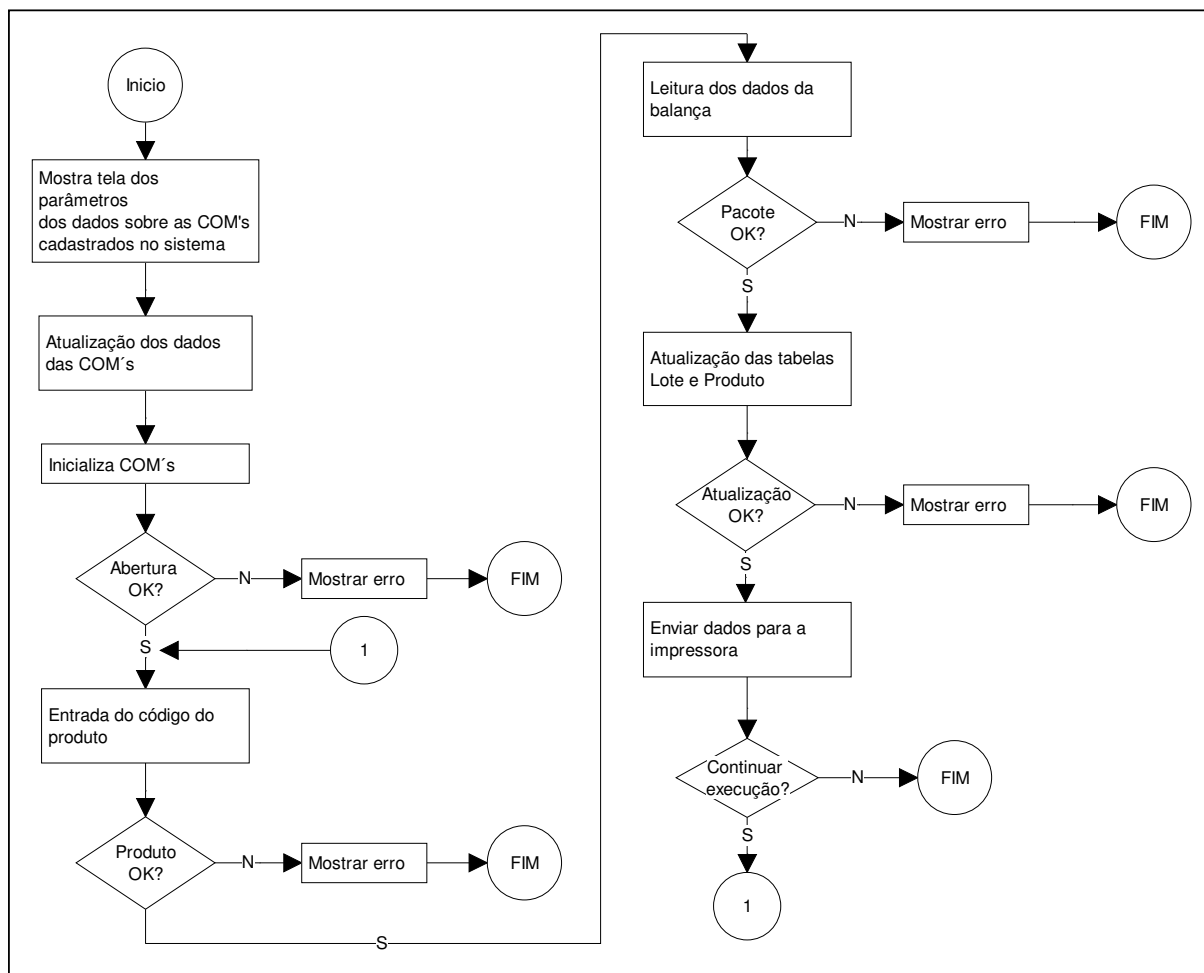 Inicio
Mostra tela dos
parâmetros
dos dados sobre as COM's
cadastrados no sistema
Atualização dos dados
das COM´s
Inicializa COM´s
Abertura
OK?
N
Mostrar erro
FIM
S
1
Entrada do código do
produto
Produto
OK?
N
Mostrar erro
FIM
S
Leitura dos dados da
balança
Pacote
OK?
N
Mostrar erro
FIM
S
Atualização das tabelas
Lote e Produto
Atualização
OK?
N
Mostrar erro
FIM
S
Enviar dados para a
impressora
Continuar
execução?
N
FIM
S
1